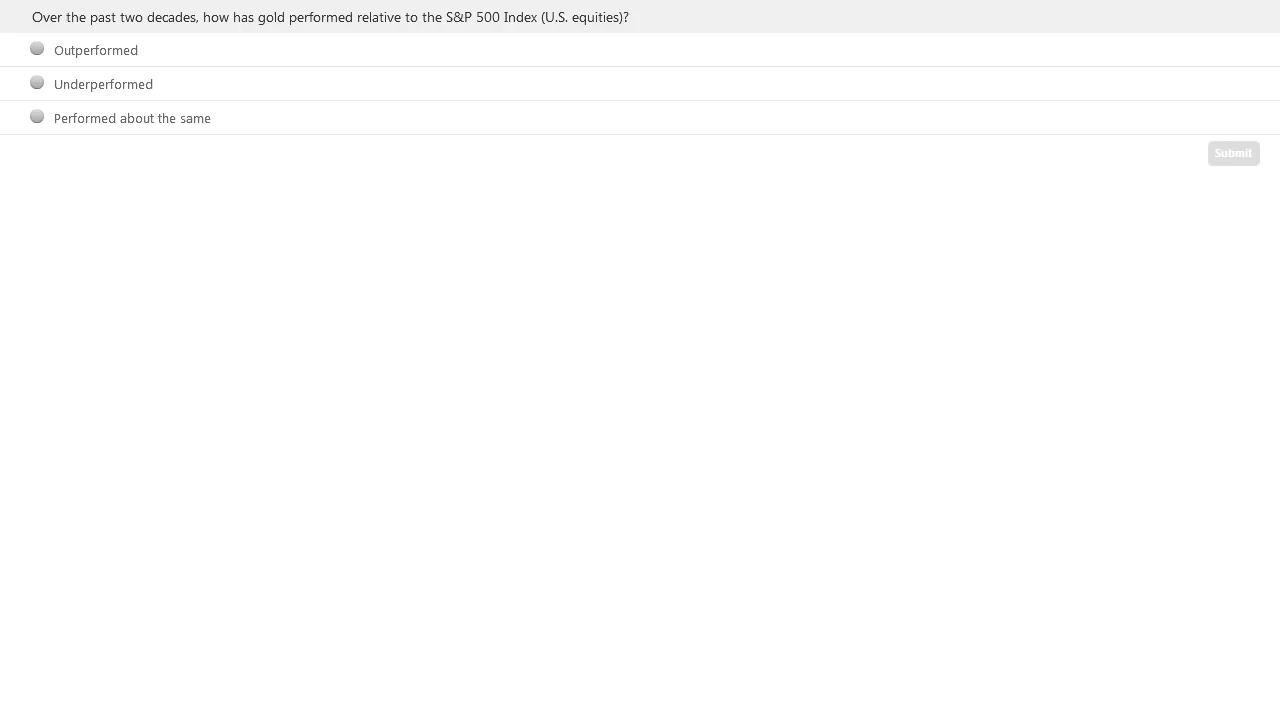 Over the past two decades, how has gold performed relative to the S&P 500 Index (U.S. equities)?
Outperformed
Underperformed
Performed about the same
Submit